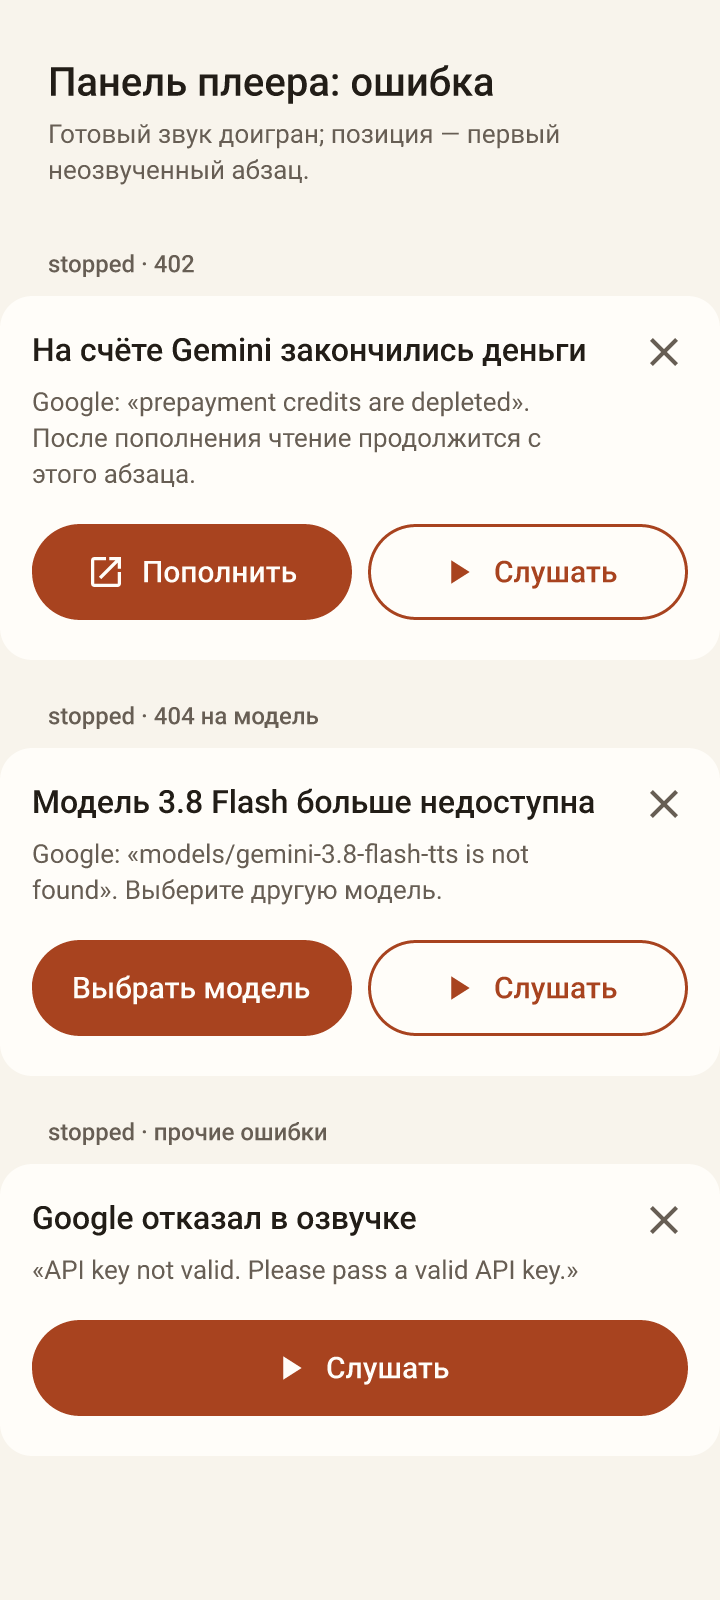 Панель плеера: ошибка
Готовый звук доигран; позиция — первый
неозвученный абзац.
stopped · 402
На счёте Gemini закончились деньги
Google: «prepayment credits are depleted».
После пополнения чтение продолжится с
этого абзаца.
Пополнить
Слушать
stopped · 404 на модель
Модель 3.8 Flash больше недоступна
Google: «models/gemini-3.8-flash-tts is not
found». Выберите другую модель.
Выбрать модель
Слушать
stopped · прочие ошибки
Google отказал в озвучке
«API key not valid. Please pass a valid API key.»
Слушать